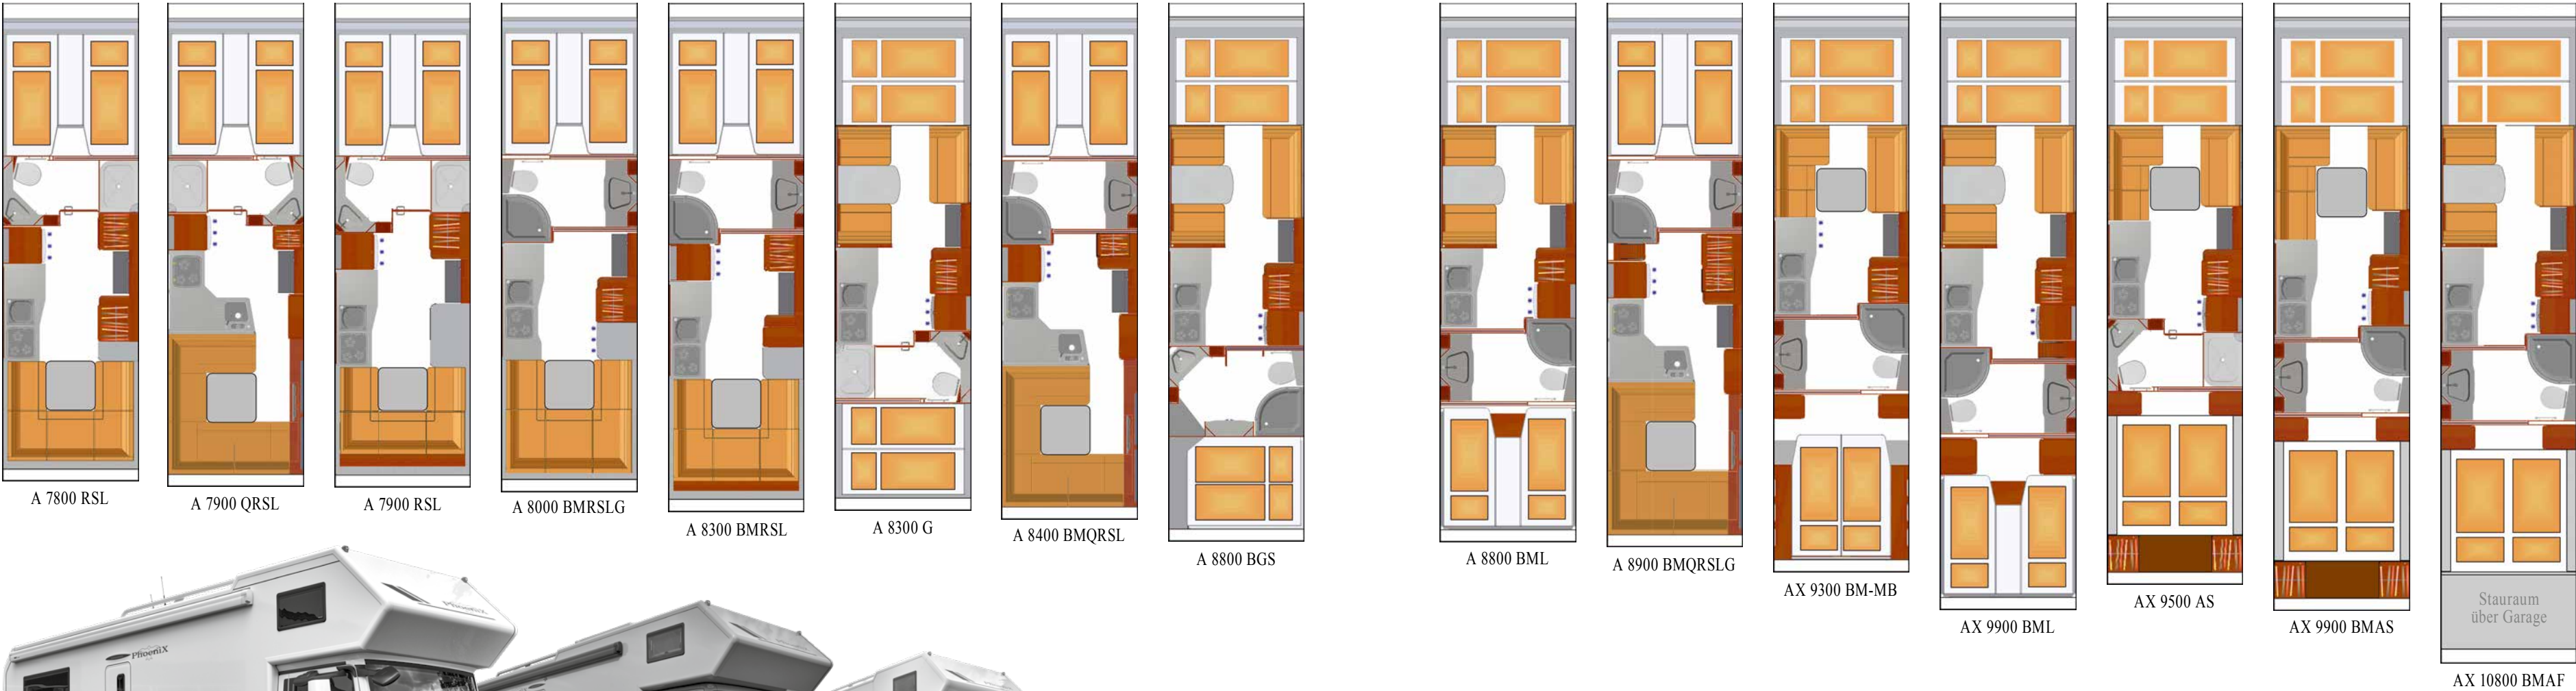 A 7800 RSL
A 7900 QRSL
A 7900 RSL
A 8000 BMRSLG
A 8300 BMRSL
A 8300 G
A 8400 BMQRSL
A 8800 BGS
A 8800 BML
A 8900 BMQRSLG
AX 9300 BM-MB
AX 9900 BML
AX 9500 AS
AX 9900 BMAS
Stauraum
über Garage
AX 10800 BMAF
PhoeniX
PhoeniX